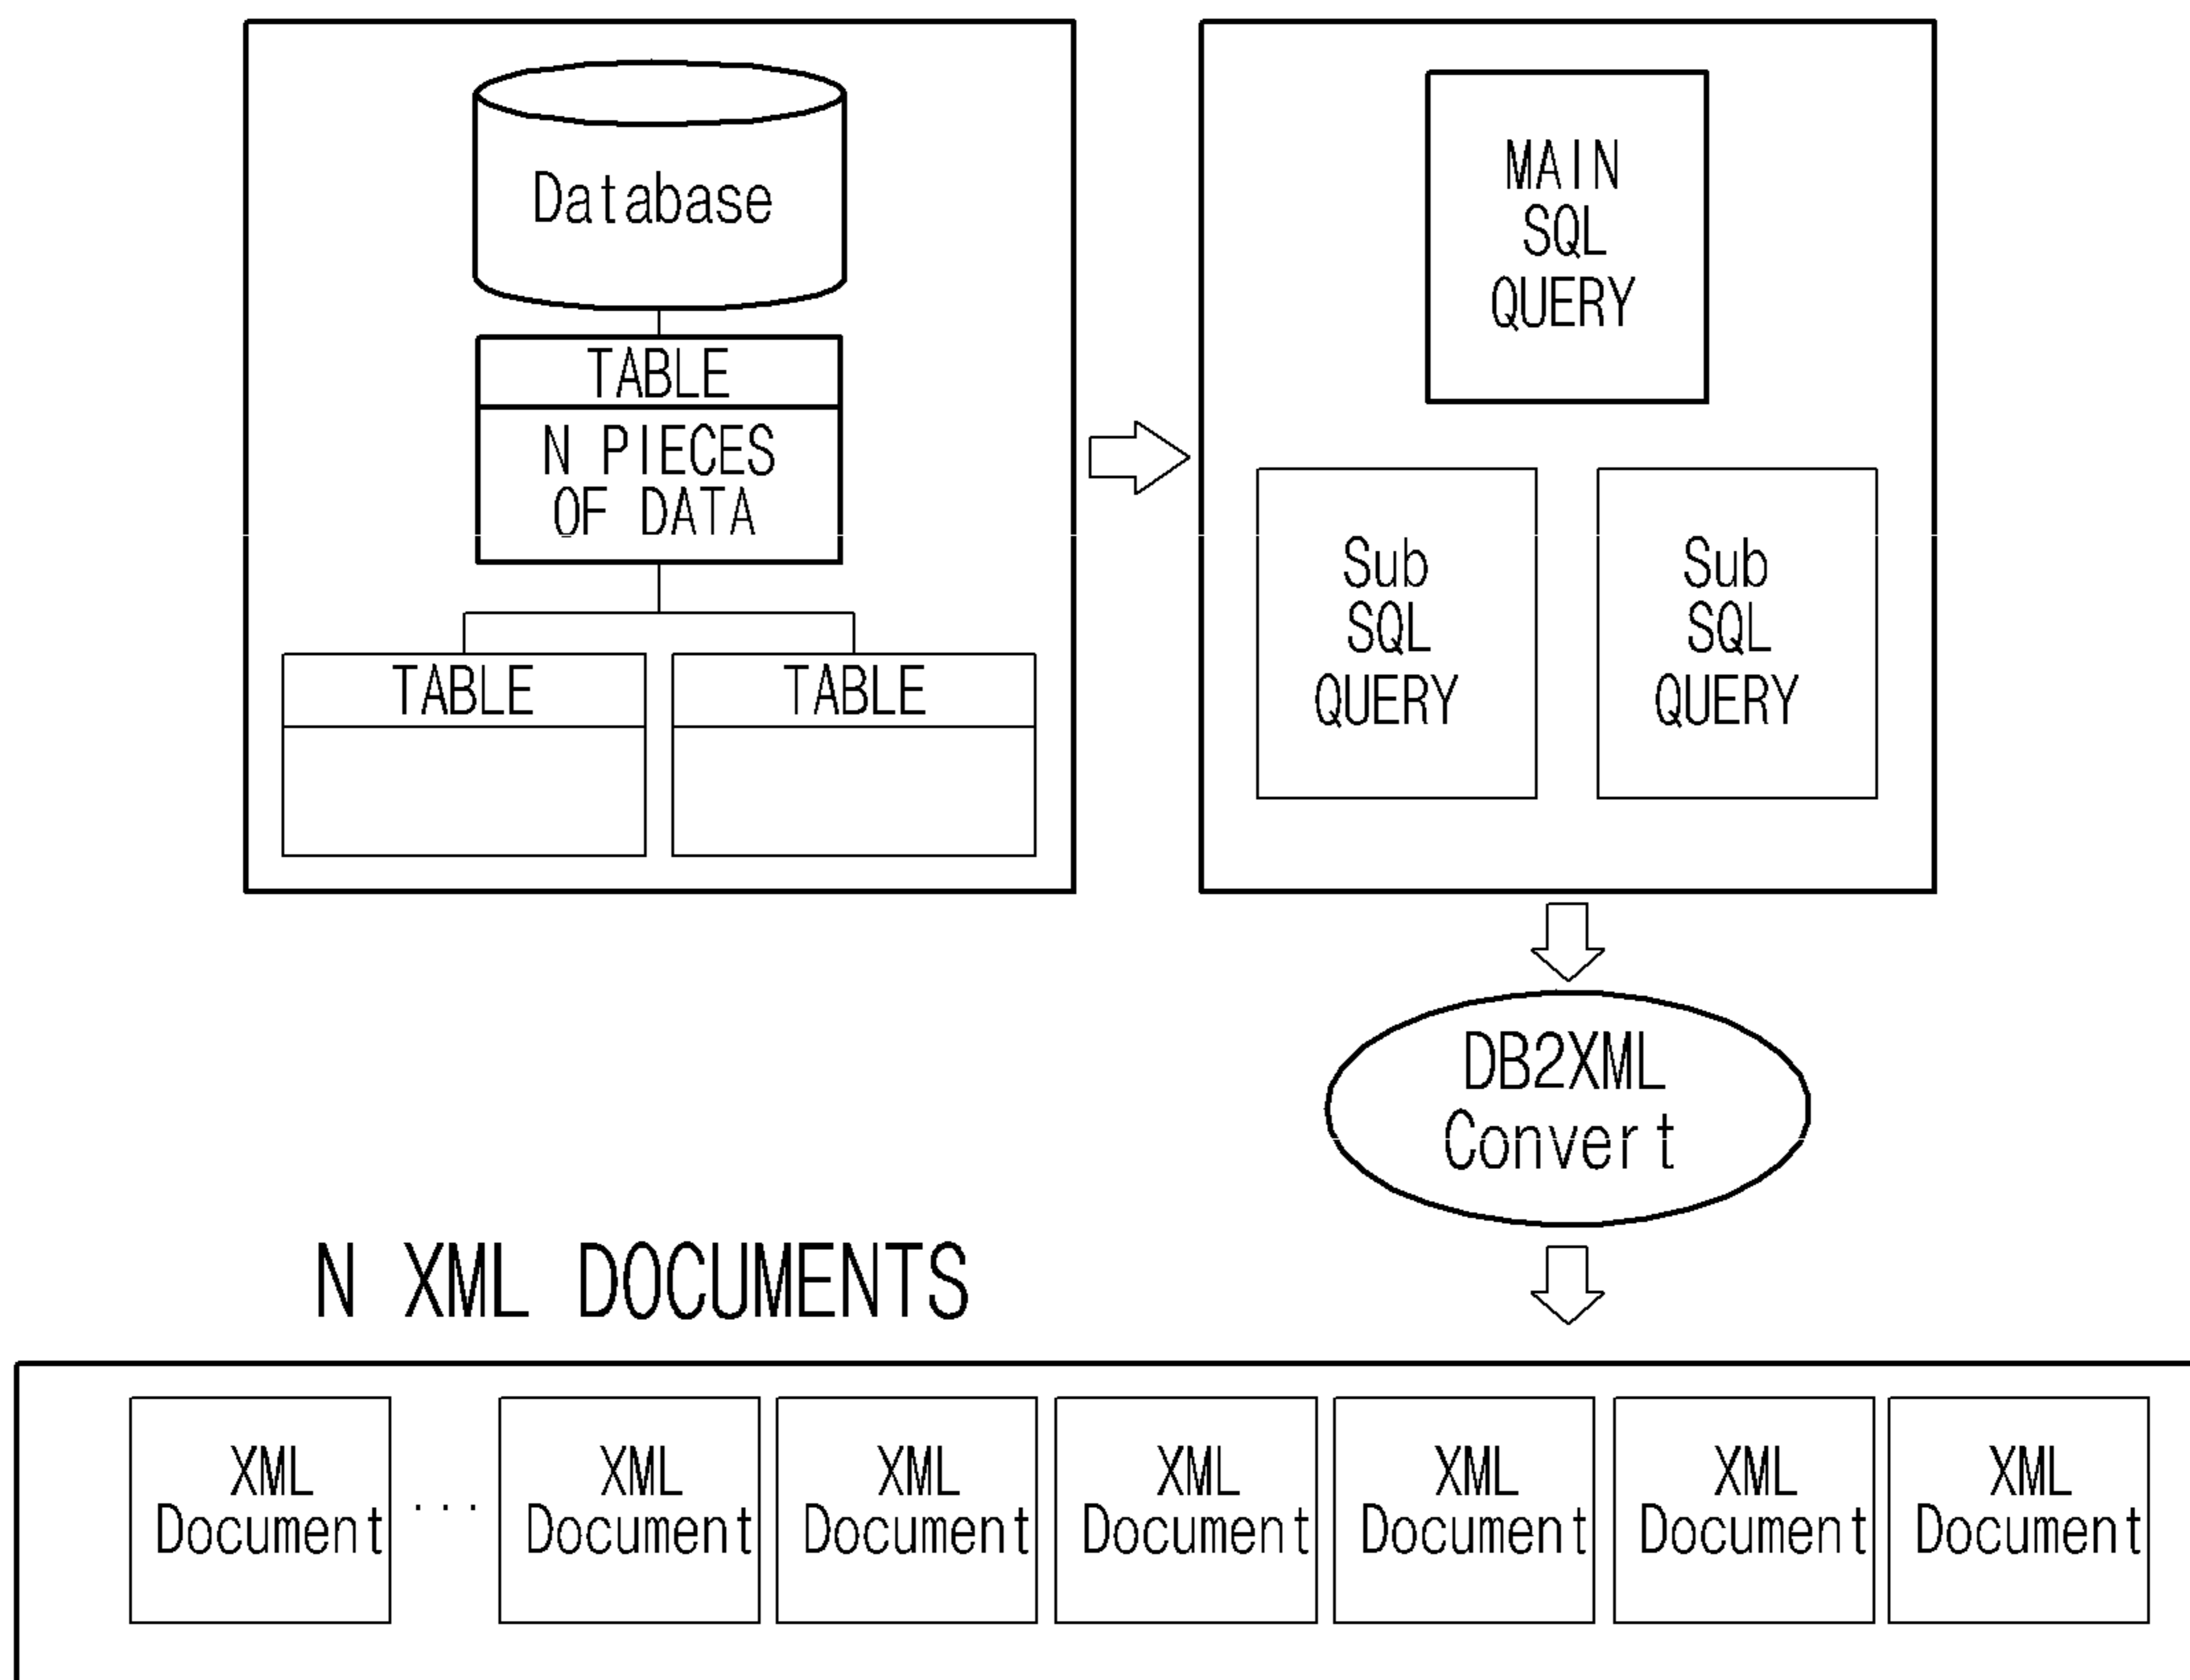 Database
TABLE
N PIECES
OF DATA
TABLE
TABLE
MAIN
SQL
QUERY
Sub
SQL
QUERY
Sub
SQL
QUERY
DB2XML
Convert
N XML DOCUMENTS
XML
Document
...
XML
Document
XML
Document
XML
Document
XML
Document
XML
Document
XML
Document